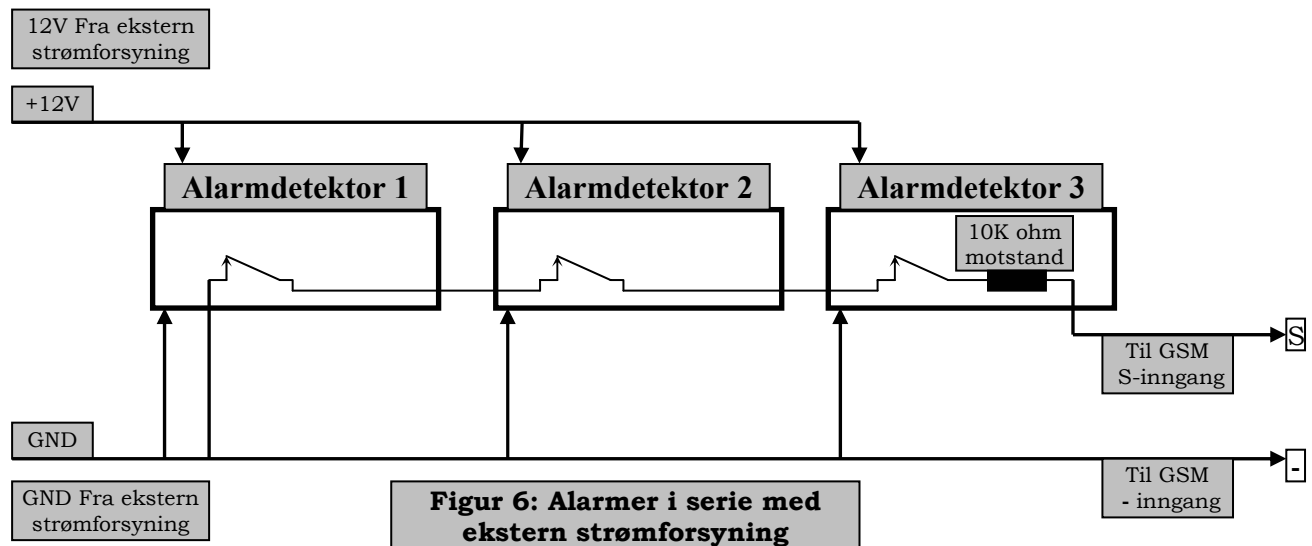 12V Fra ekstern
strømforsyning
+12V
Alarmdetektor 1
Alarmdetektor 2
Alarmdetektor 3
10K ohm
motstand
S
Til GSM
S-inngang
GND
-
Til GSM
- inngang
GND Fra ekstern
strømforsyning
Figur 6: Alarmer i serie med
ekstern strømforsyning